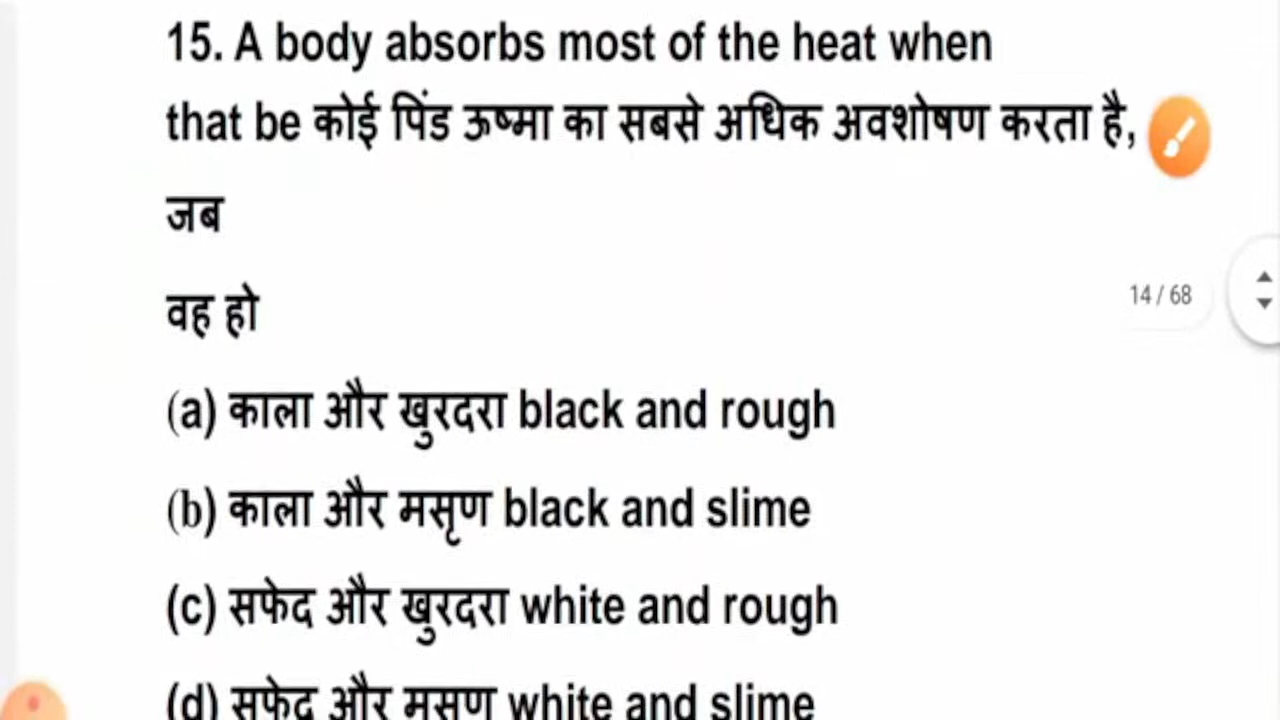 15. A body absorbs most of the heat when
that be कोई पिंड ऊष्मा का सबसे अधिक अवशोषण करता है,
जब
वह हो
14 / 68
(a) काला और खुरदरा black and rough
(b) काला और मसृण black and slime
(c) सफेद और खुरदरा white and rough
(d) सफेद और मसृण white and slime